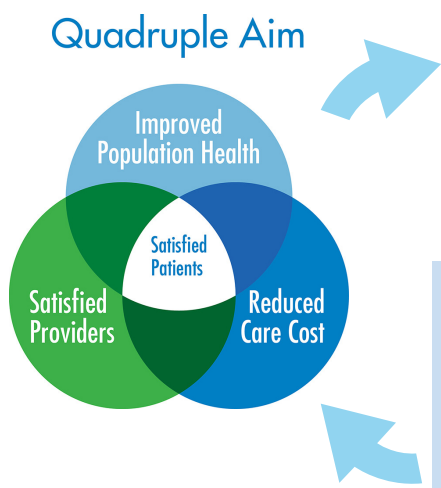 Quadruple Aim
Improved
Population Health
Satisfied
Patients
Satisfied
Providers
Reduced
Care Cost